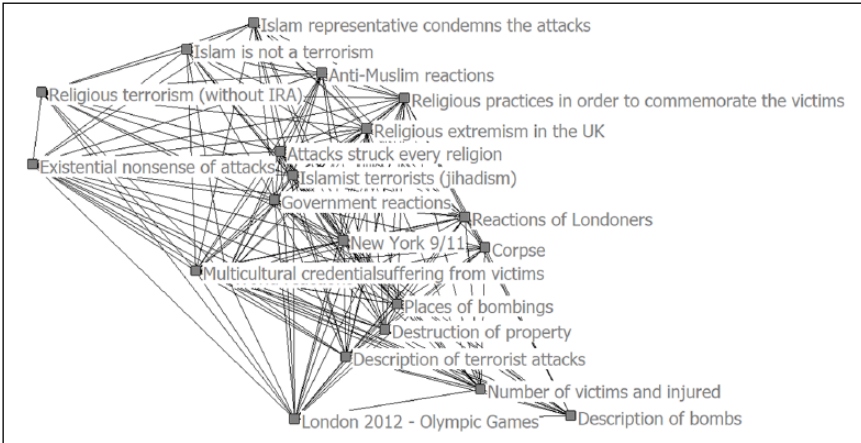 Islam representative condemns the attacks
Islam is not a terrorism
Anti-Muslim reactions
Religious terrorism (without IRA)
Religious practices in order to commemorate the victims
Religious extremism in the UK
Attacks struck every religion
Existential nonsense of attacks
Islamist terrorists (jihadism)
Government reactions
Reactions of Londoners
New York 9/11
Corpse
Multicultural credentialsuffering from victims
Places of bombings
Destruction of property
Description of terrorist attacks
Number of victims and injured
London 2012 - Olympic Games
Description of bombs